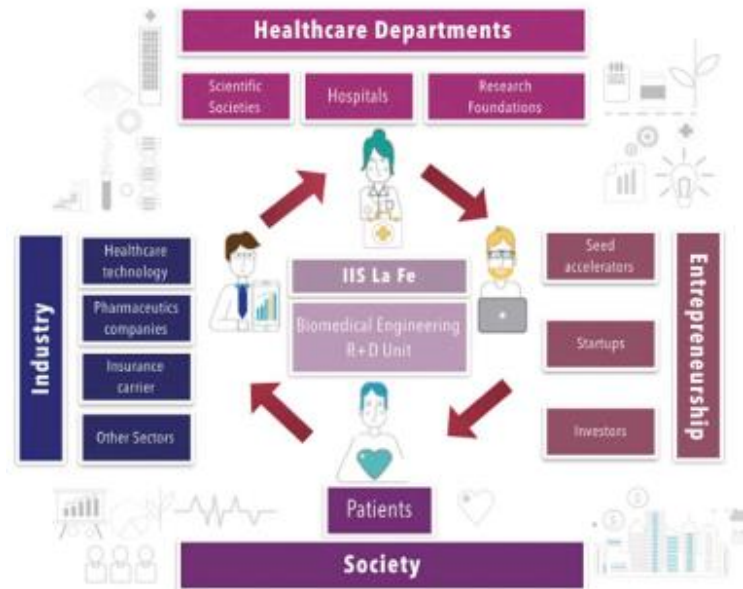 Healthcare Departments
Scientific
Societies
Hospitals
Research
Foundations
Industry
Healthcare
technology
Pharmaceutics
companies
Insurance
carrier
Other Sectors
IIS La Fe
Biomedical Engineering
R+D Unit
Seed
accelerators
Startups
Investors
Entrepreneurship
Patients
Society